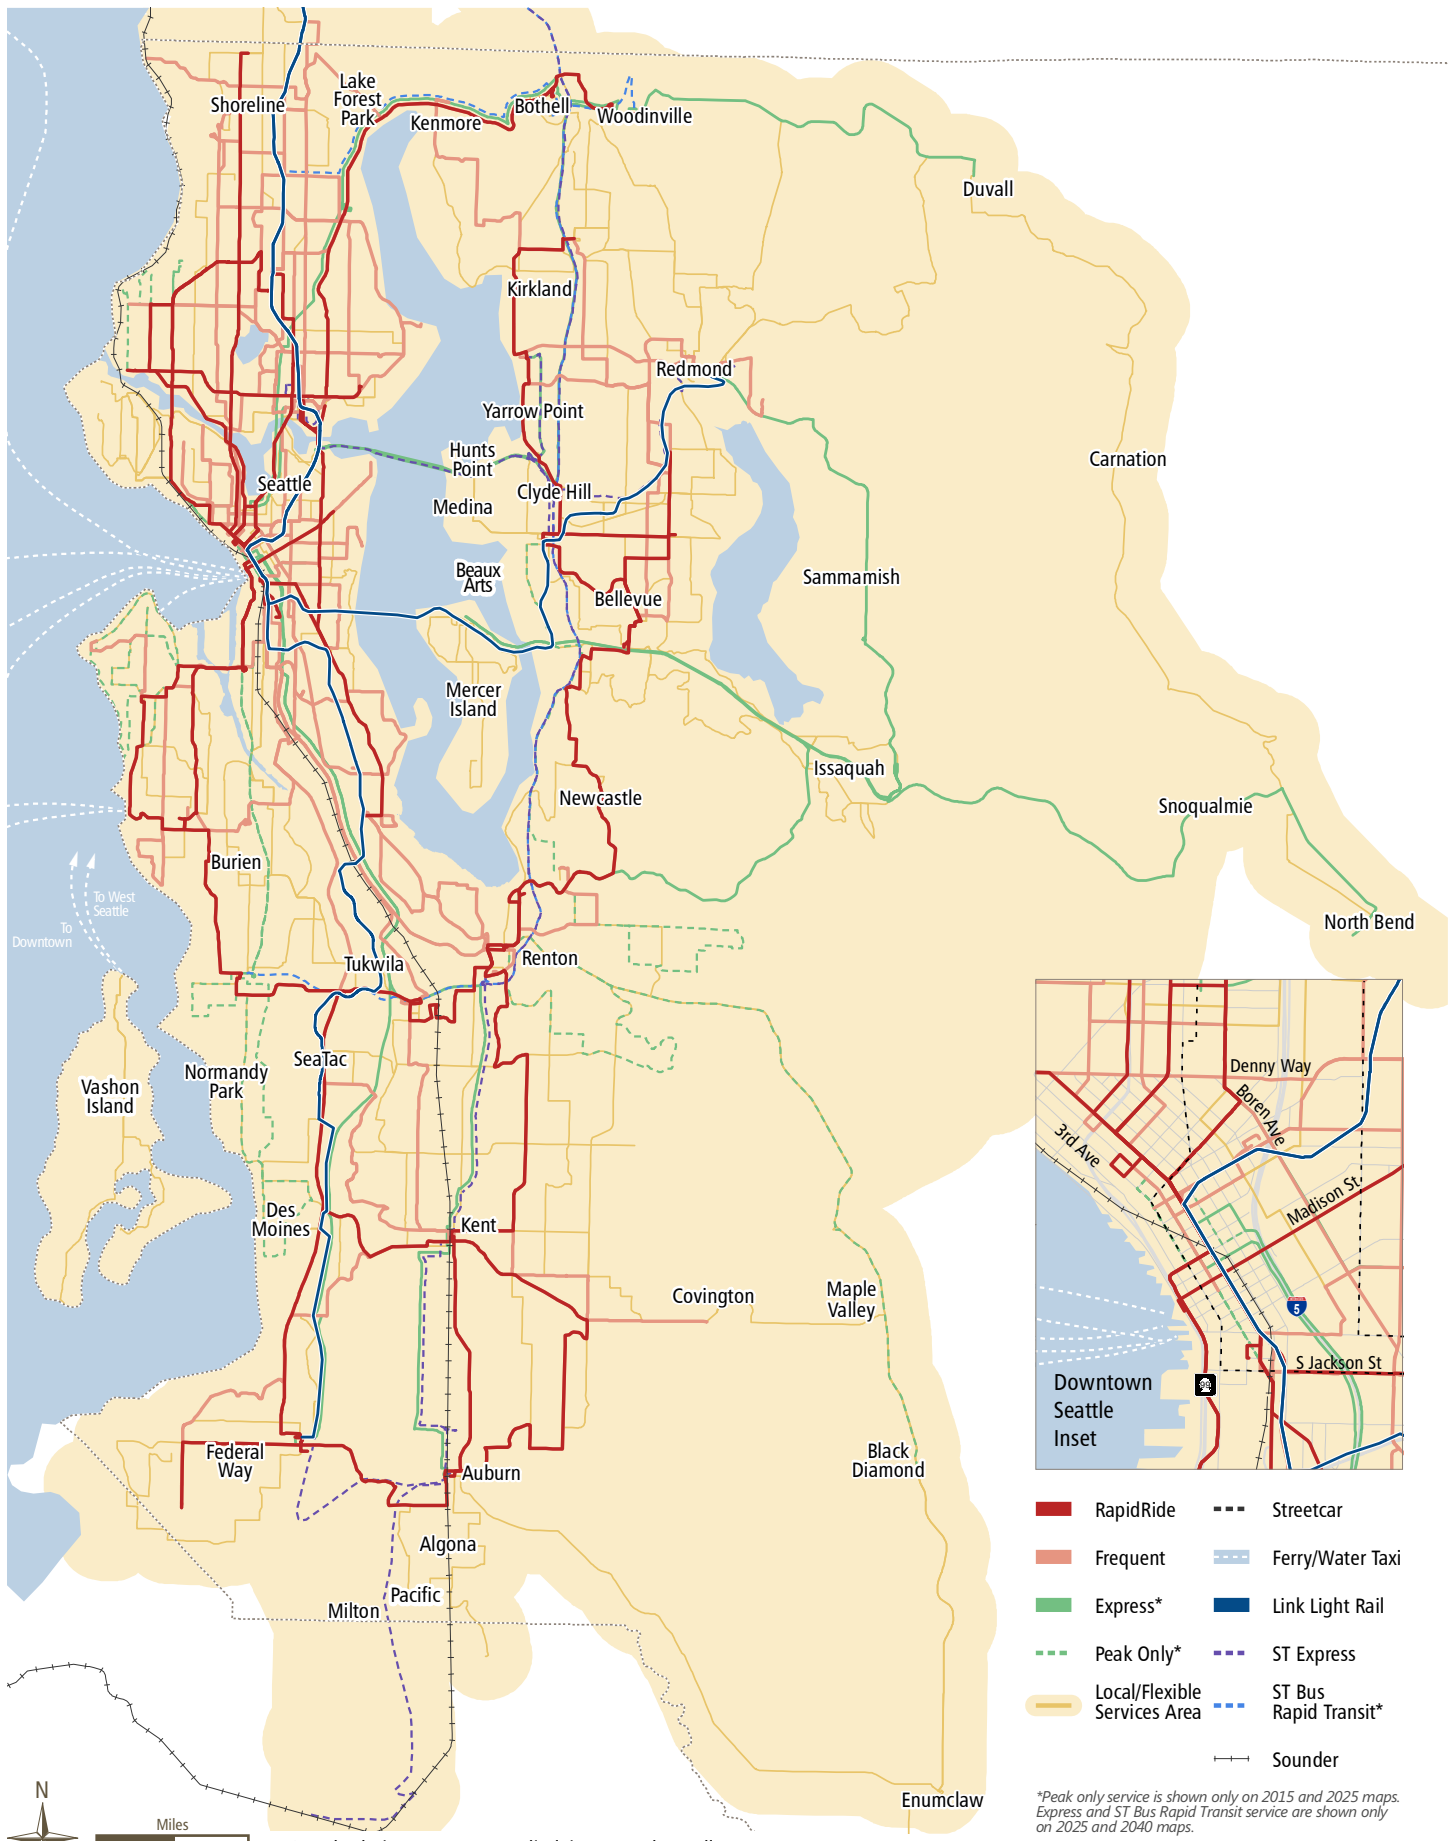 Shoreline
Lake
Forest
Park
Kenmore
Bothell
Woodinville
Duvall
Kirkland
Redmond
Yarrow Point
Hunts
Point
Carnation
Seattle
Clyde Hill
Medina
Beaux
Arts
Sammamish
Bellevue
Mercer
Island
Issaquah
Newcastle
Snoqualmie
Burien
To West
Seattle
To
Downtown
North Bend
Tukwila
Renton
SeaTac
Normandy
Park
Vashon
Island
Des
Moines
Kent
Covington
Maple
Valley
Federal
Way
Auburn
Black
Diamond
Algona
Pacific
Milton
Enumclaw
Denny Way
Boren Ave
3rd Ave
Madison St
5
S Jackson St
Downtown
Seattle
Inset
RapidRide
Frequent
Express*
Peak Only*
Local/Flexible
Services Area
Streetcar
Ferry/Water Taxi
Link Light Rail
ST Express
ST Bus
Rapid Transit*
Sounder
*Peak only service is shown only on 2015 and 2025 maps.
Express and ST Bus Rapid Transit service are shown only
on 2025 and 2040 maps.
N
Miles